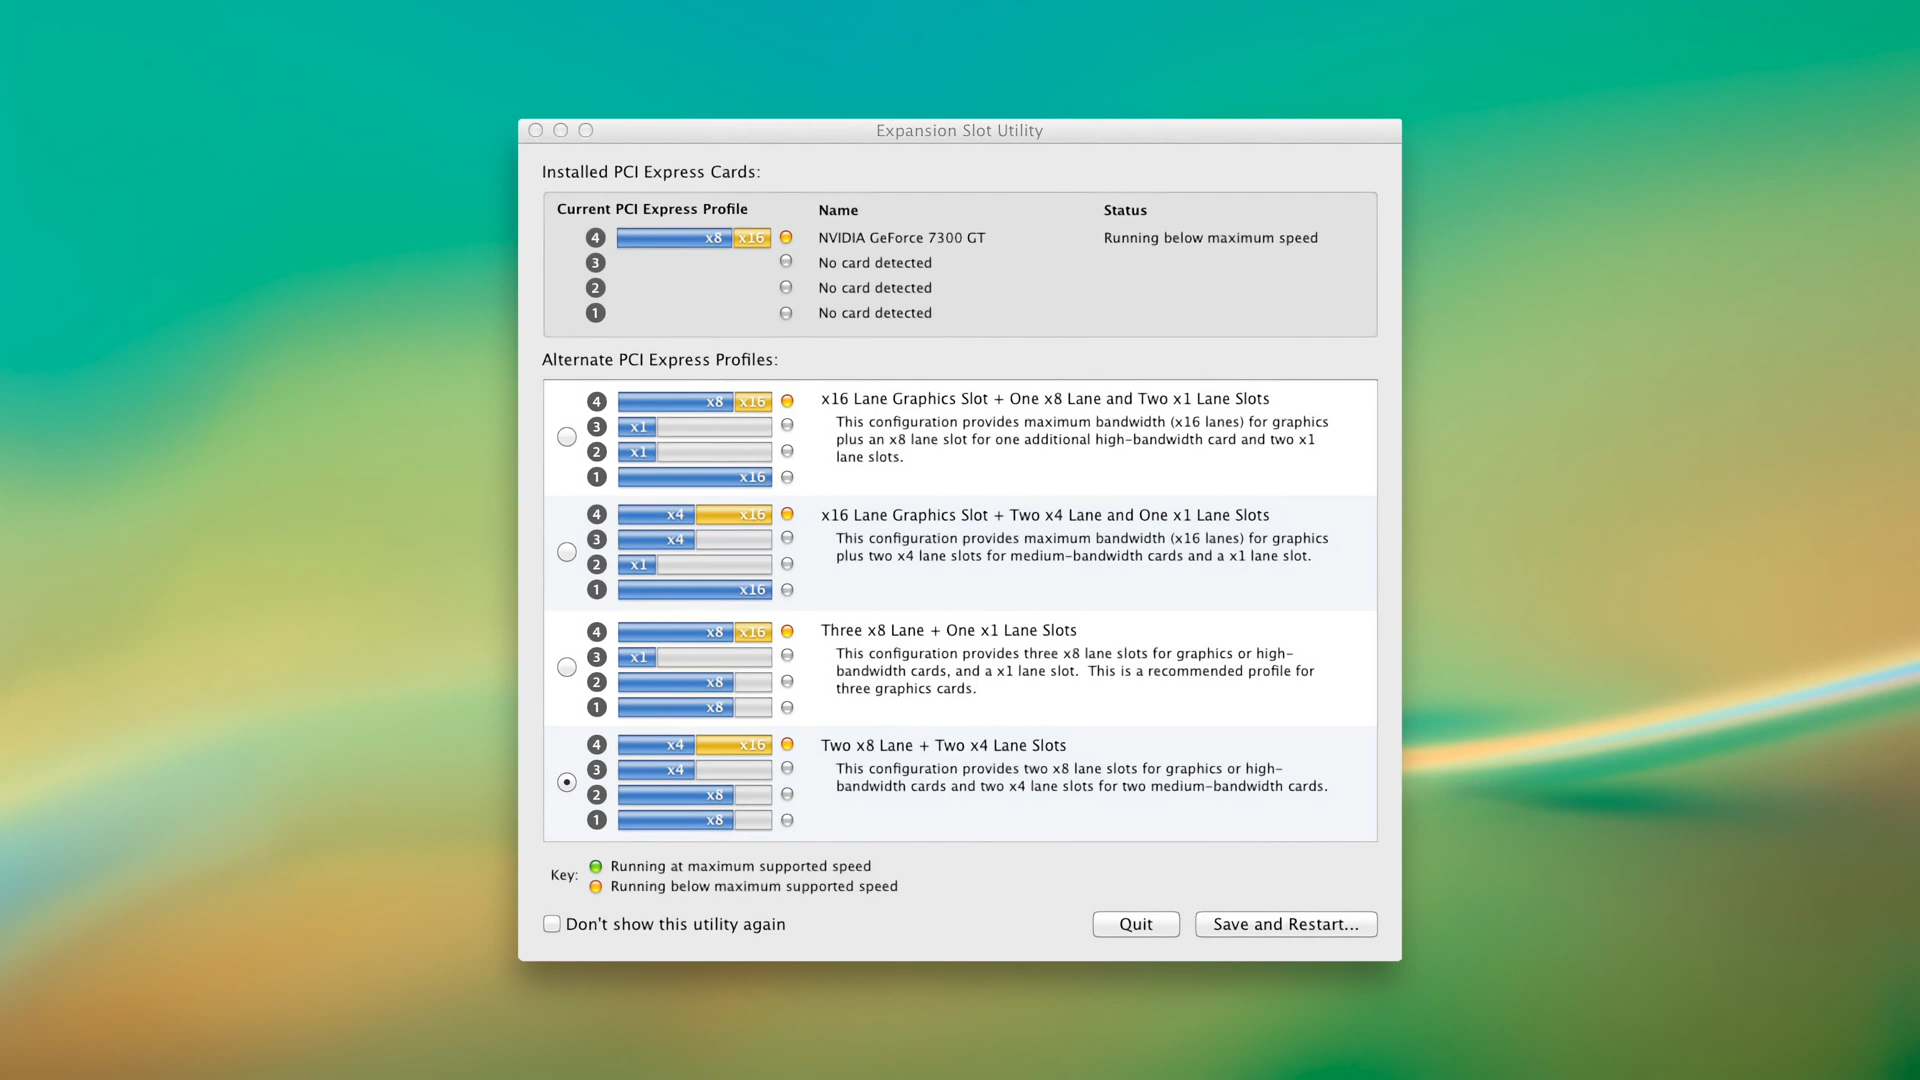 Expansion Slot Utility
Installed PCI Express Cards:
Current PCI Express Profile Name Status
4 x8 x16 NVIDIA GeForce 7300 GT Running below maximum speed
3 No card detected
2 No card detected
1 No card detected
Alternate PCI Express Profiles:
4 x8 x16
3 x1
2 x1
1 x16
x16 Lane Graphics Slot + One x8 Lane and Two x1 Lane Slots
This configuration provides maximum bandwidth (x16 lanes) for graphics
plus an x8 lane slot for one additional high-bandwidth card and two x1
lane slots.
4 x4 x16
3 x4
2 x1
1 x16
x16 Lane Graphics Slot + Two x4 Lane and One x1 Lane Slots
This configuration provides maximum bandwidth (x16 lanes) for graphics
plus two x4 lane slots for medium-bandwidth cards and a x1 lane slot.
4 x8 x16
3 x1
2 x8
1 x8
Three x8 Lane + One x1 Lane Slots
This configuration provides three x8 lane slots for graphics or high-
bandwidth cards, and a x1 lane slot. This is a recommended profile for
three graphics cards.
4 x4 x16
3 x4
2 x8
1 x8
Two x8 Lane + Two x4 Lane Slots
This configuration provides two x8 lane slots for graphics or high-
bandwidth cards and two x4 lane slots for two medium-bandwidth cards.
Key:
Running at maximum supported speed
Running below maximum supported speed
Don't show this utility again
Quit
Save and Restart...